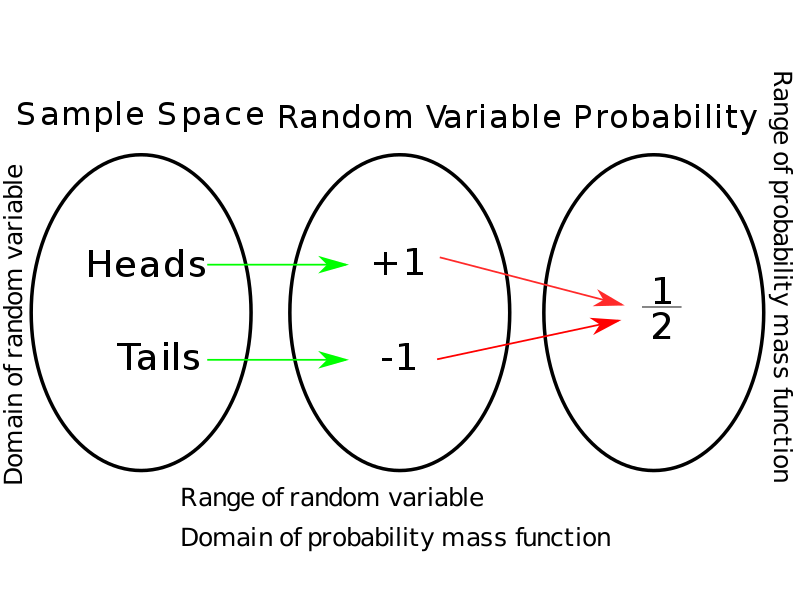 Sample Space
Random Variable
Probability
Domain of random variable
Heads
+1
1
2
Tails
-1
Range of probability mass function
Range of random variable
Domain of probability mass function